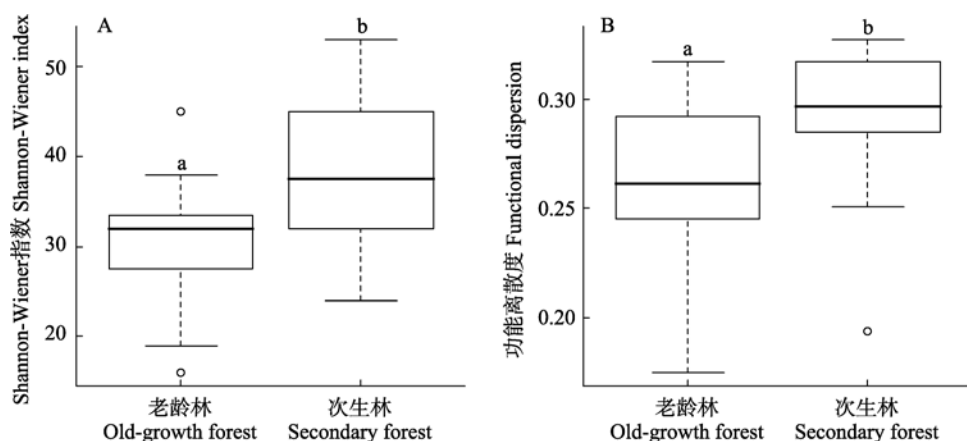 A
Shannon-Wiener指数 Shannon-Wiener index
50
40
30
20
a
b
老龄林
Old-growth forest
次生林
Secondary forest
B
功能离散度 Functional dispersion
0.30
0.25
0.20
a
b
老龄林
Old-growth forest
次生林
Secondary forest